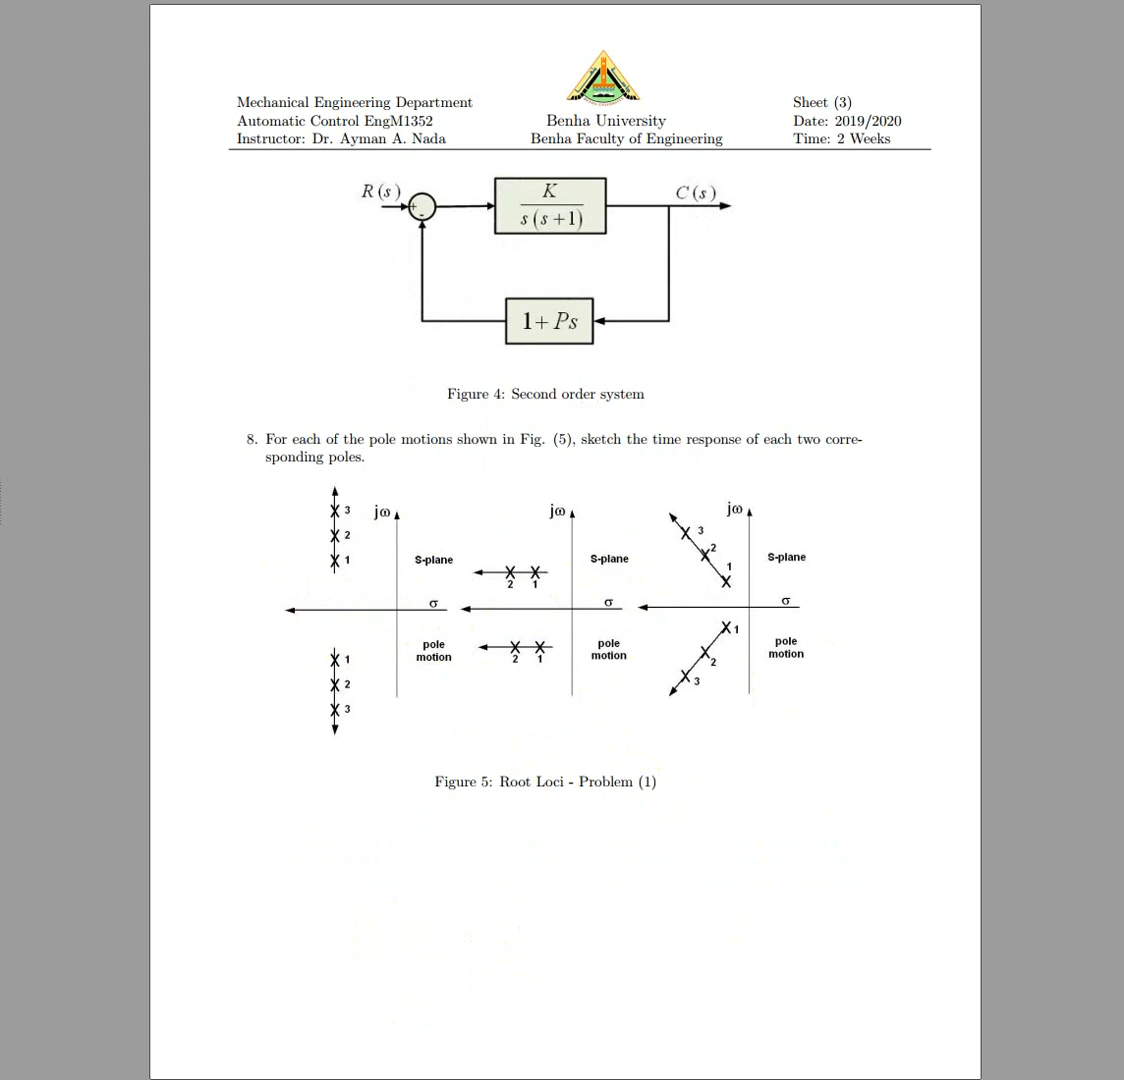 Mechanical Engineering Department
Automatic Control EngM1352
Instructor: Dr. Ayman A. Nada
Benha University
Benha Faculty of Engineering
Sheet (3)
Date: 2019/2020
Time: 2 Weeks
R(s)
+
-
K
s(s+1)
C(s)
1+ Ps
Figure 4: Second order system
8. For each of the pole motions shown in Fig. (5), sketch the time response of each two corre-
sponding poles.
3
2
1
jω
S-plane
σ
pole
motion
1
2
3
jω
S-plane
2 1
σ
pole
motion
2 1
jω
3
2
1
S-plane
σ
1
2
3
pole
motion
Figure 5: Root Loci - Problem (1)